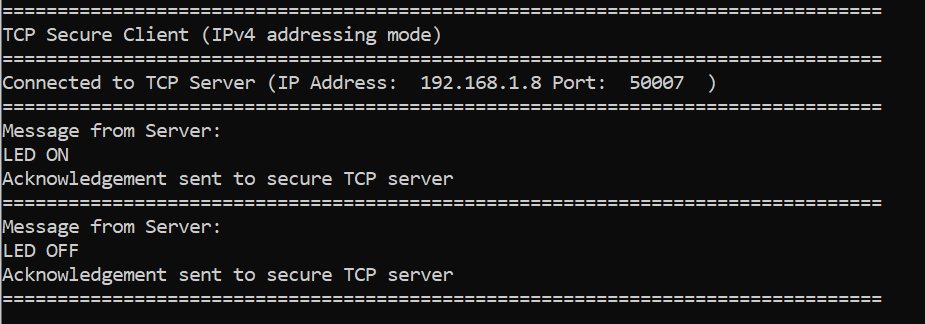 ================================================================================
TCP Secure Client (IPv4 addressing mode)
================================================================================
Connected to TCP Server (IP Address:  192.168.1.8 Port:  50007  )
================================================================================
Message from Server:
LED ON
Acknowledgement sent to secure TCP server
================================================================================
Message from Server:
LED OFF
Acknowledgement sent to secure TCP server
================================================================================